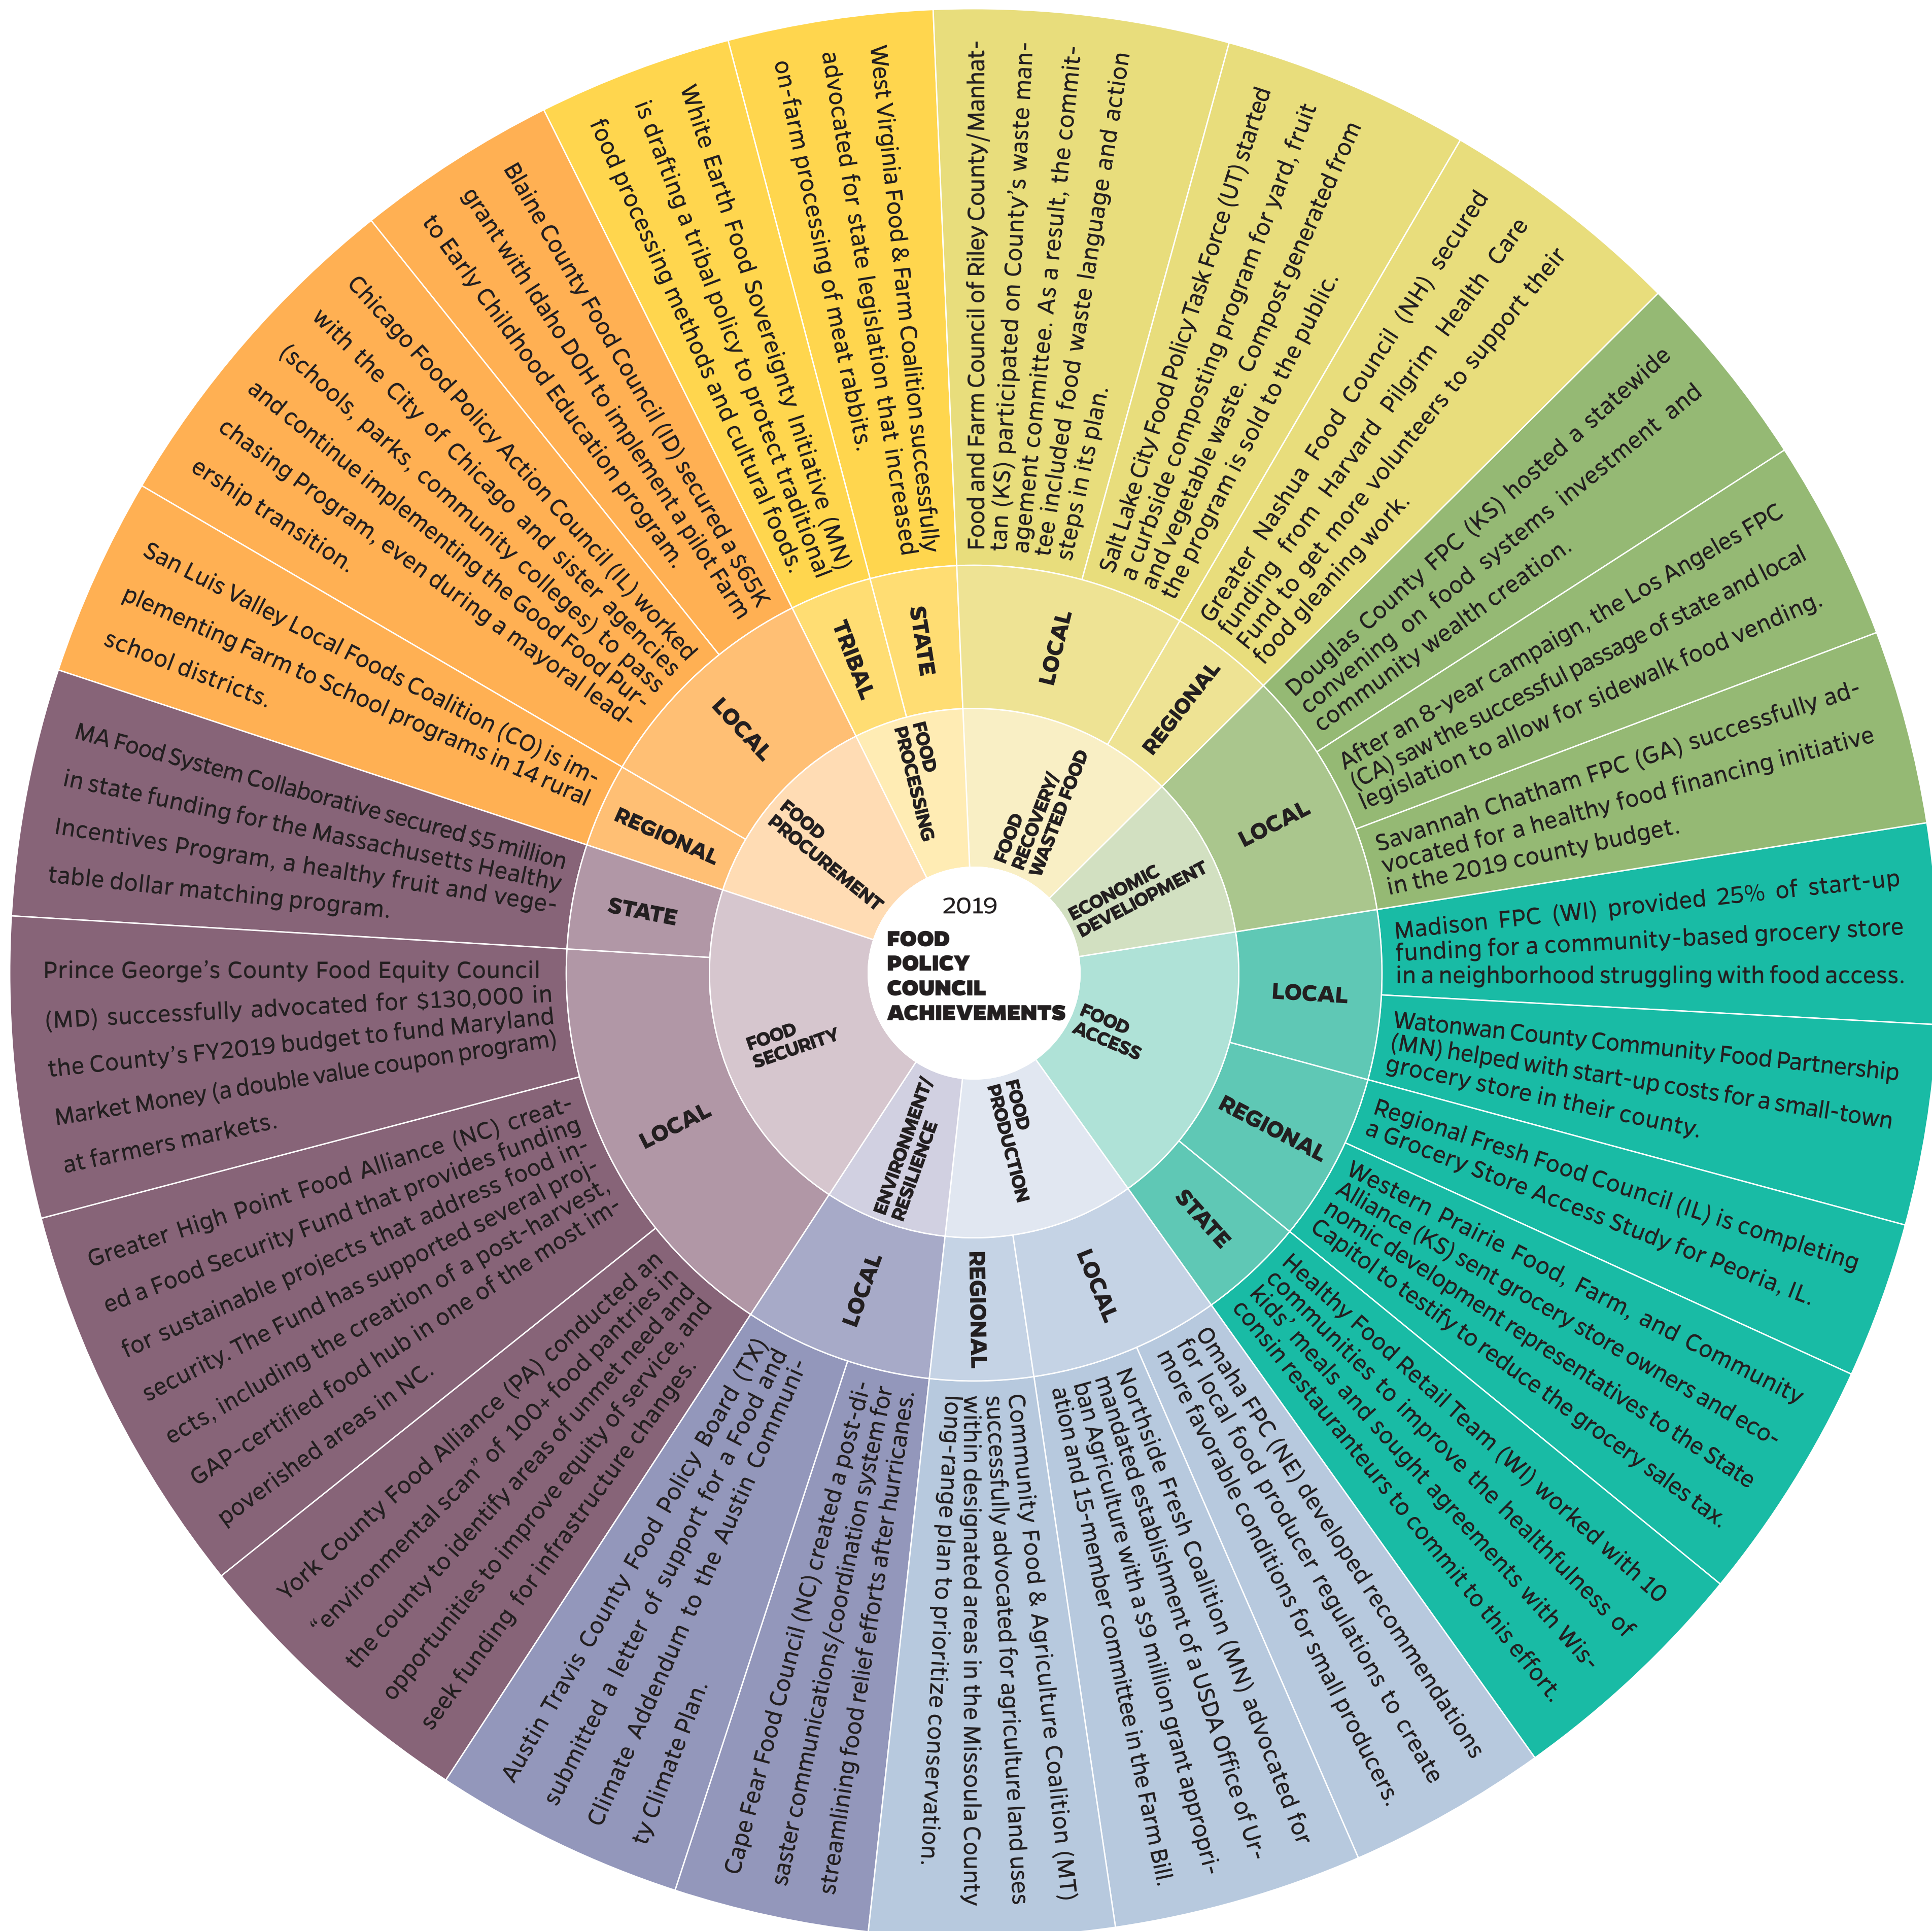 2019
FOOD
POLICY
COUNCIL
ACHIEVEMENTS
FOOD
RECOVERY/
WASTED FOOD
LOCAL
Food and Farm Council of Riley County/Manhat-
tan (KS) participated on County's waste man-
agement committee. As a result, the commit-
tee included food waste language and action
steps in its plan.
Salt Lake City Food Policy Task Force (UT) started
a curbside composting program for yard, fruit
and vegetable waste. Compost generated from
the program is sold to the public.
REGIONAL
Greater Nashua Food Council (NH) secured
funding from Harvard Pilgrim Health Care
Fund to get more volunteers to support their
food gleaning work.
ECONOMIC
DEVELIOPMENT
LOCAL
Douglas County FPC (KS) hosted a statewide
convening on food systems investment and
community wealth creation.
After an 8-year campaign, the Los Angeles FPC
(CA) saw the successful passage of state and local
legislation to allow for sidewalk food vending.
Savannah Chatham FPC (GA) successfully ad-
vocated for a healthy food financing initiative
in the 2019 county budget.
FOOD
ACCESS
LOCAL
Madison FPC (WI) provided 25% of start-up
funding for a community-based grocery store
in a neighborhood struggling with food access.
Watonwan County Community Food Partnership
(MN) helped with start-up costs for a small-town
grocery store in their county.
REGIONAL
Regional Fresh Food Council (IL) is completing
a Grocery Store Access Study for Peoria, IL.
Western Prairie Food, Farm, and Community
Alliance (KS) sent grocery store owners and eco-
nomic development representatives to the State
Capitol to testify to reduce the grocery sales tax.
STATE
Healthy Food Retail Team (WI) worked with 10
communities to improve the healthfulness of
kids' meals and sought agreements with Wis-
consin restauranteurs to commit to this effort.
FOOD
PRODUCTION
LOCAL
Omaha FPC (NE) developed recommendations
for local food producer regulations to create
more favorable conditions for small producers.
Northside Fresh Coalition (MN) advocated for
mandated establishment of a USDA Office of Ur-
ban Agriculture with a $9 million grant appropri-
ation and 15-member committee in the Farm Bill.
REGIONAL
Community Food & Agriculture Coalition (MT)
successfully advocated for agriculture land uses
within designated areas in the Missoula County
long-range plan to prioritize conservation.
ENVIRONMENT/
RESILIENCE
LOCAL
Cape Fear Food Council (NC) created a post-di-
saster communications/coordination system for
streamlining food relief efforts after hurricanes.
Austin Travis County Food Policy Board (TX)
submitted a letter of support for a Food and
Climate Addendum to the Austin Communi-
ty Climate Plan.
FOOD
SECURITY
LOCAL
York County Food Alliance (PA) conducted an
“environmental scan” of 100+ food pantries in
the county to identify areas of unmet need and
opportunities to improve equity of service, and
seek funding for infrastructure changes.
Greater High Point Food Alliance (NC) creat-
ed a Food Security Fund that provides funding
for sustainable projects that address food in-
security. The Fund has supported several proj-
ects, including the creation of a post-harvest,
GAP-certified food hub in one of the most im-
poverished areas in NC.
Prince George's County Food Equity Council
(MD) successfully advocated for $130,000 in
the County's FY2019 budget to fund Maryland
Market Money (a double value coupon program)
at farmers markets.
STATE
MA Food System Collaborative secured $5 million
in state funding for the Massachusetts Healthy
Incentives Program, a healthy fruit and vege-
table dollar matching program.
FOOD
PROCUREMENT
REGIONAL
San Luis Valley Local Foods Coalition (CO) is im-
plementing Farm to School programs in 14 rural
school districts.
LOCAL
Chicago Food Policy Action Council (IL) worked
with the City of Chicago and sister agencies
(schools, parks, community colleges) to pass
and continue implementing the Good Food Pur-
chasing Program, even during a mayoral lead-
ership transition.
Blaine County Food Council (ID) secured a $65K
grant with Idaho DOH to implement a pilot Farm
to Early Childhood Education program.
FOOD
PROCESSING
TRIBAL
White Earth Food Sovereignty Initiative (MN)
is drafting a tribal policy to protect traditional
food processing methods and cultural foods.
STATE
West Virginia Food & Farm Coalition successfully
advocated for state legislation that increased
on-farm processing of meat rabbits.